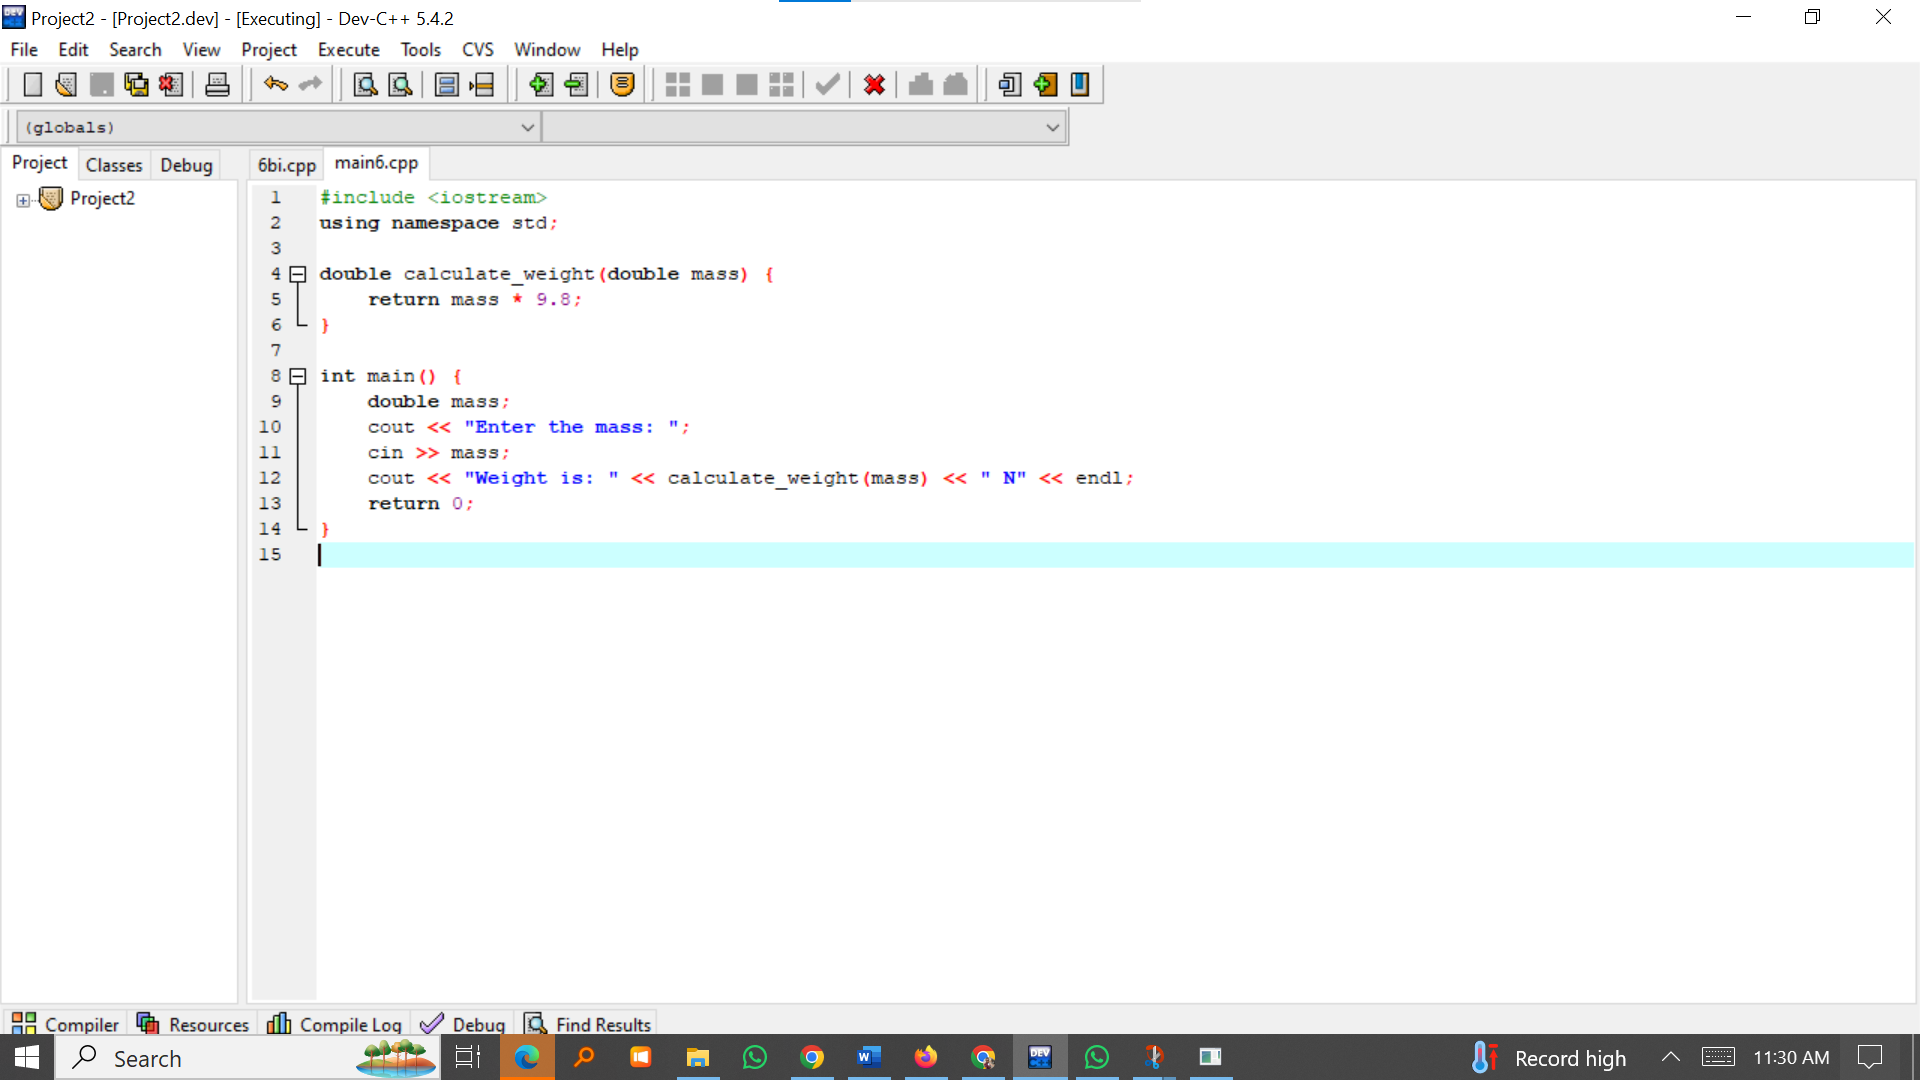 Project2 - [Project2.dev] - [Executing] - Dev-C++ 5.4.2
File Edit Search View Project Execute Tools CVS Window Help
(globals)
Project Classes Debug 6bi.cpp main6.cpp
Project2
1 #include <iostream>
2 using namespace std;
3
4 double calculate_weight(double mass) {
5     return mass * 9.8;
6 }
7
8 int main() {
9     double mass;
10     cout << "Enter the mass: ";
11     cin >> mass;
12     cout << "Weight is: " << calculate_weight(mass) << " N" << endl;
13     return 0;
14 }
15
Compiler Resources Compile Log Debug Find Results
Search DEV Record high 11:30 AM